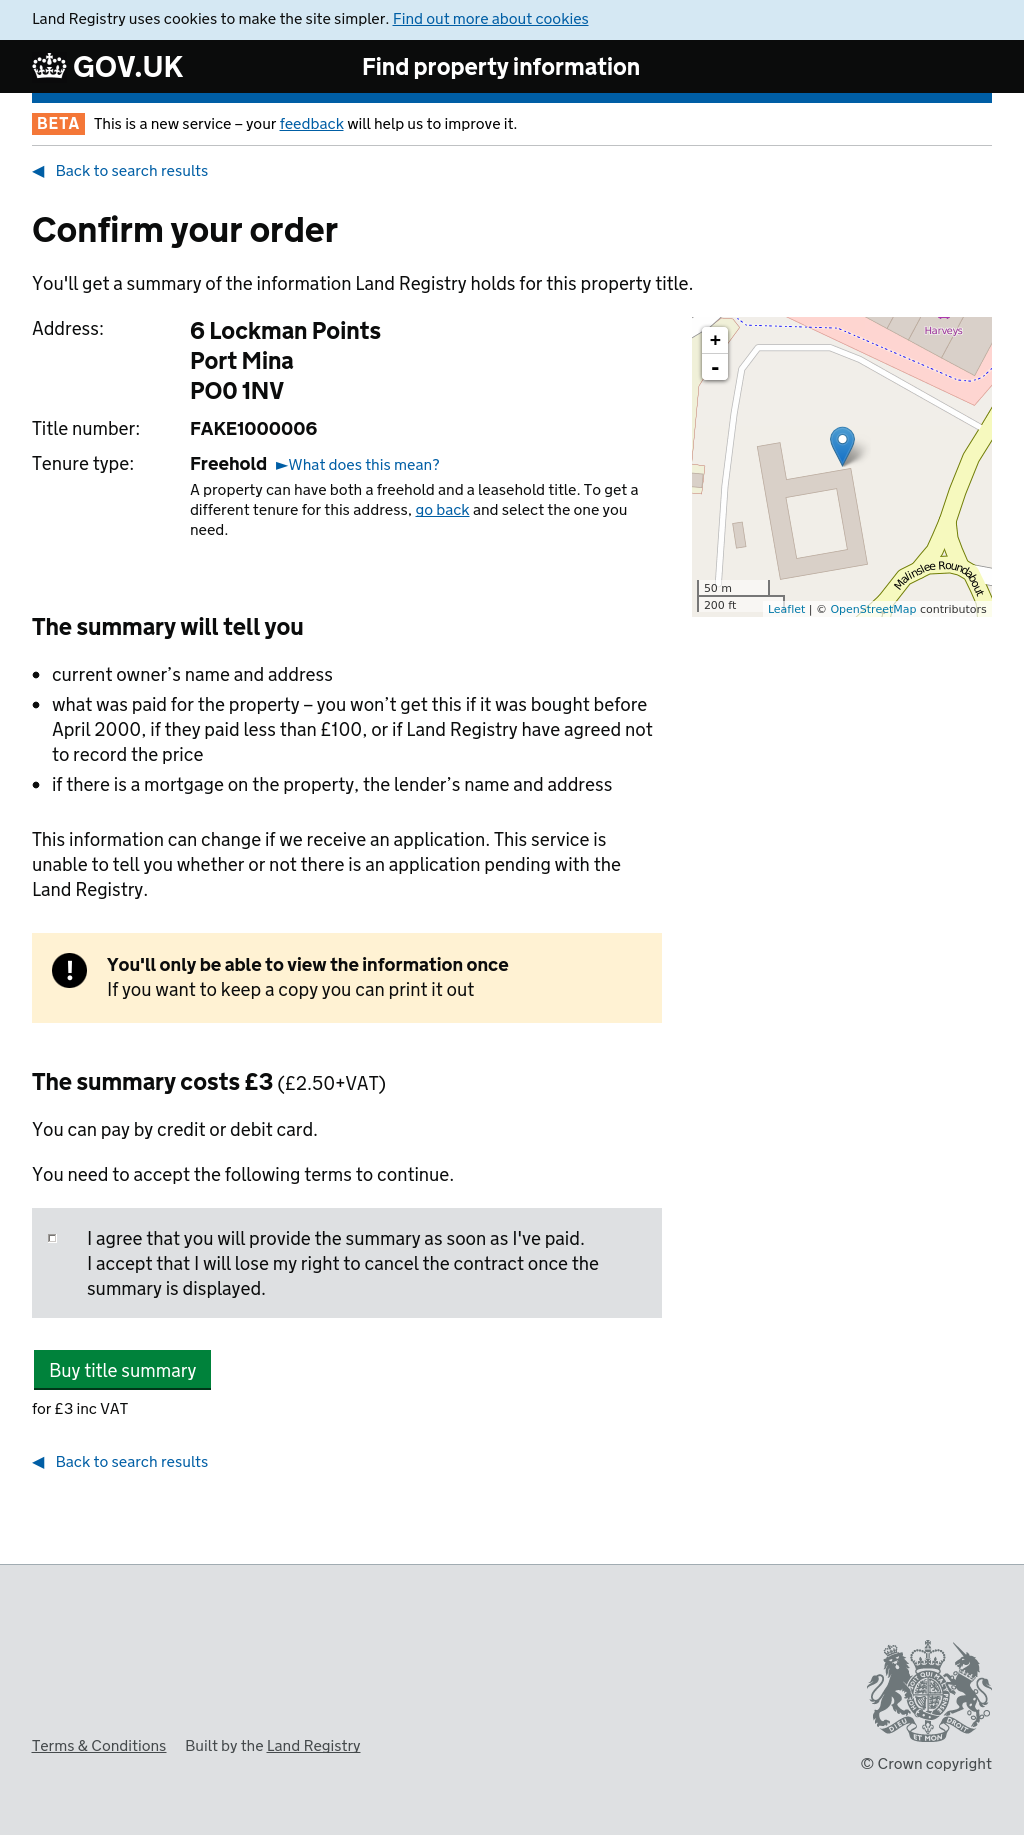 Land Registry uses cookies to make the site simpler. Find out more about cookies
GOV.UK
Find property information
BETA This is a new service – your feedback will help us to improve it.
◀ Back to search results
Confirm your order
You'll get a summary of the information Land Registry holds for this property title.
Address:
6 Lockman Points
Port Mina
PO0 1NV
Title number:
FAKE1000006
Tenure type:
Freehold ►What does this mean?
A property can have both a freehold and a leasehold title. To get a
different tenure for this address, go back and select the one you
need.
Harveys
+
-
Malinslee Roundabout
50 m
200 ft
Leaflet | © OpenStreetMap contributors
The summary will tell you
• current owner’s name and address
• what was paid for the property – you won’t get this if it was bought before
April 2000, if they paid less than £100, or if Land Registry have agreed not
to record the price
• if there is a mortgage on the property, the lender’s name and address
This information can change if we receive an application. This service is
unable to tell you whether or not there is an application pending with the
Land Registry.
! You'll only be able to view the information once
If you want to keep a copy you can print it out
The summary costs £3 (£2.50+VAT)
You can pay by credit or debit card.
You need to accept the following terms to continue.
I agree that you will provide the summary as soon as I've paid.
I accept that I will lose my right to cancel the contract once the
summary is displayed.
Buy title summary
for £3 inc VAT
◀ Back to search results
DIEU ET MON DROIT
Terms & Conditions Built by the Land Registry
© Crown copyright